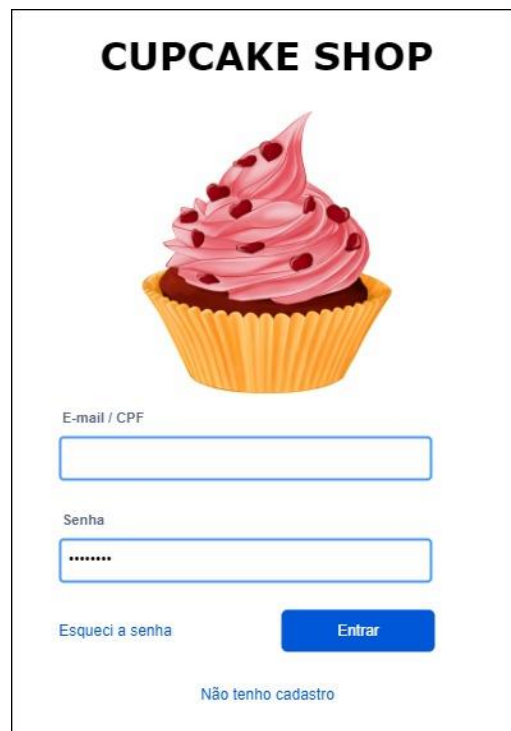 CUPCAKE SHOP
E-mail / CPF
Senha
••••••••
Esqueci a senha
Entrar
Não tenho cadastro